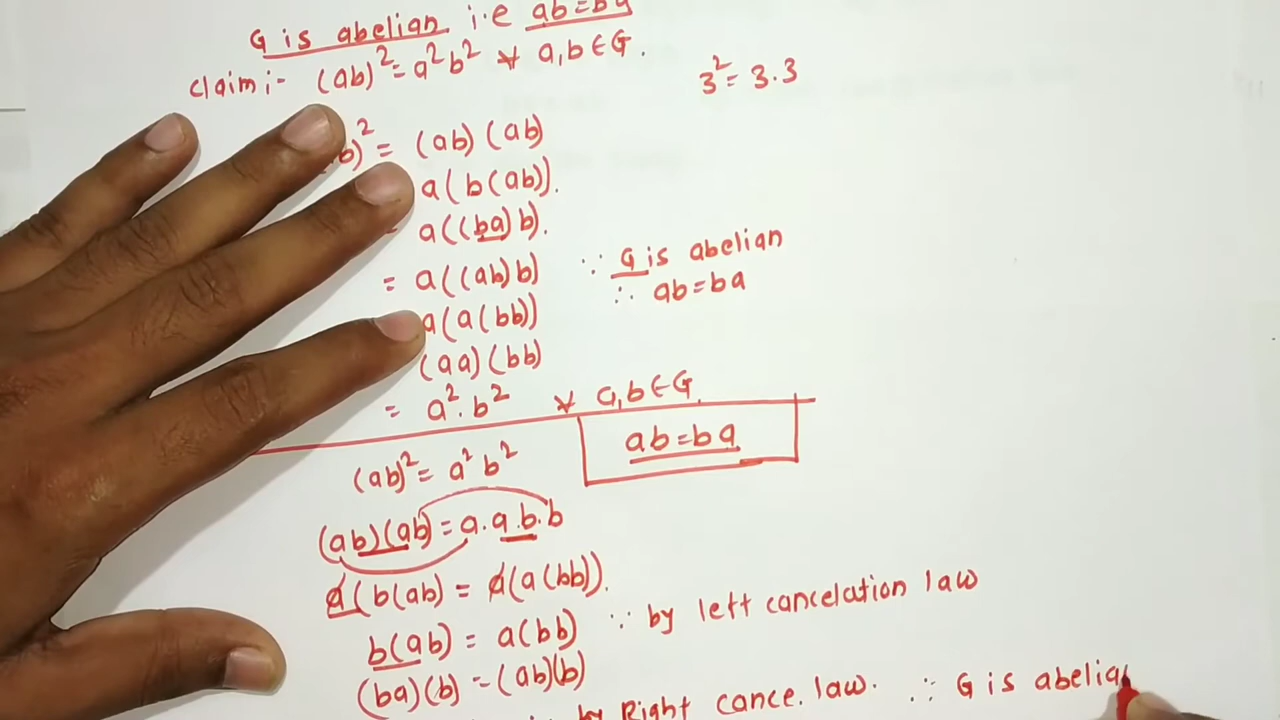 G is abelian i.e ab=ba
claim:- (ab)²=a²b² ∀ a,b∈G.
3²=3.3
b)²= (ab)(ab)
a(b(ab)).
a((ba)b).
= a((ab)b) ∵ G is abelian
∴ ab=ba
a(a(bb))
(aa)(bb)
= a².b² ∀ a,b∈G.
ab=ba
(ab)²= a²b²
(ab)(ab)=a.a.b.b
a(b(ab) = a(a(bb)).
b(ab) = a(bb) ∵ by left cancelation law
(ba)(b) = (ab)(b)
by Right cance.law. ∴ G is abelia